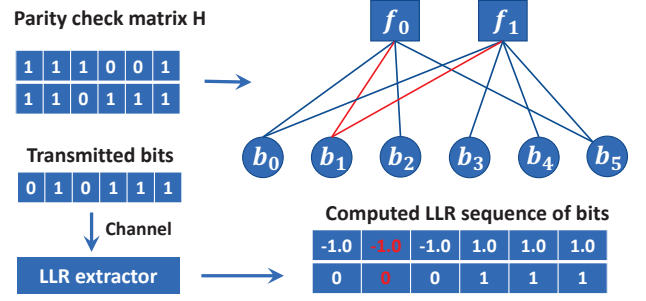 Parity check matrix H
1 1 1 0 0 1
1 1 0 1 1 1
f0 f1
b0 b1 b2 b3 b4 b5
Transmitted bits
0 1 0 1 1 1
Channel
LLR extractor
Computed LLR sequence of bits
-1.0 -1.0 -1.0 1.0 1.0 1.0
0 0 0 1 1 1